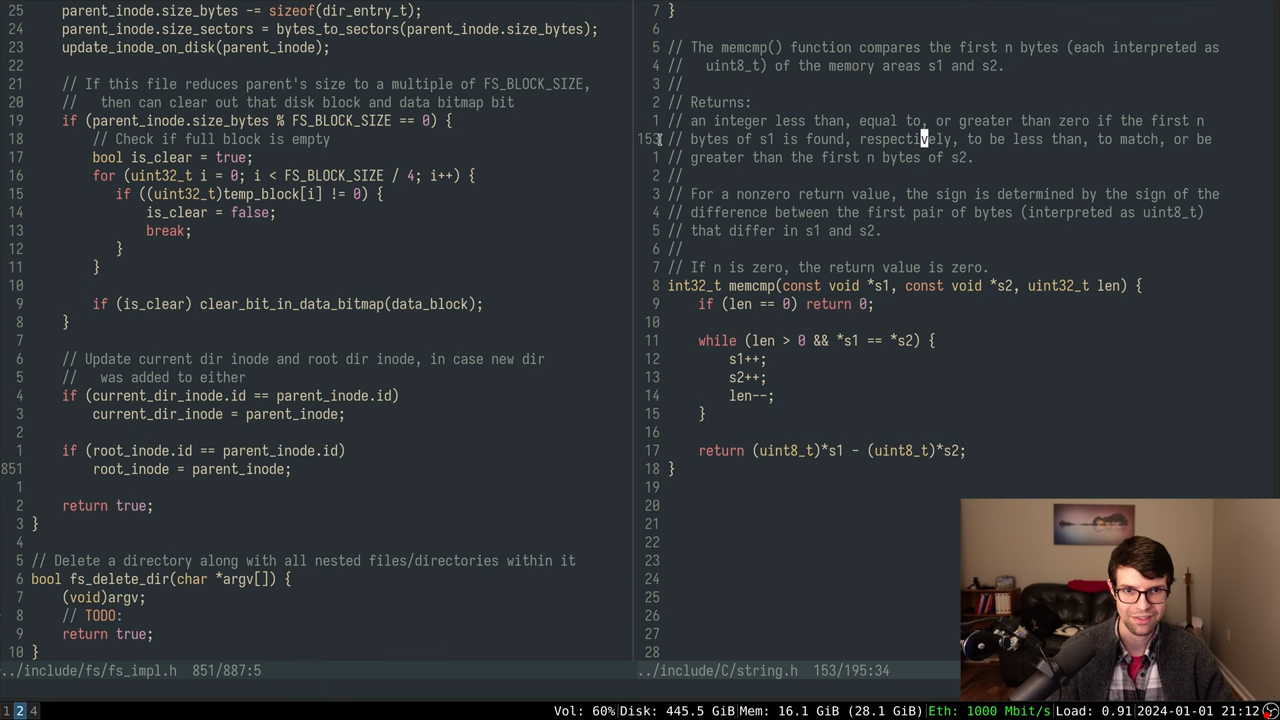 25 parent_inode.size_bytes -= sizeof(dir_entry_t);
24 parent_inode.size_sectors = bytes_to_sectors(parent_inode.size_bytes);
23 update_inode_on_disk(parent_inode);
22
21 // If this file reduces parent's size to a multiple of FS_BLOCK_SIZE,
20 //   then can clear out that disk block and data bitmap bit
19 if (parent_inode.size_bytes % FS_BLOCK_SIZE == 0) {
18 // Check if full block is empty
17 bool is_clear = true;
16 for (uint32_t i = 0; i < FS_BLOCK_SIZE / 4; i++) {
15 if ((uint32_t)temp_block[i] != 0) {
14 is_clear = false;
13 break;
12 }
11 }
10
9 if (is_clear) clear_bit_in_data_bitmap(data_block);
8 }
7
6 // Update current dir inode and root dir inode, in case new dir
5 //   was added to either
4 if (current_dir_inode.id == parent_inode.id)
3 current_dir_inode = parent_inode;
2
1 if (root_inode.id == parent_inode.id)
851 root_inode = parent_inode;
1
2 return true;
3 }
4
5 // Delete a directory along with all nested files/directories within it
6 bool fs_delete_dir(char *argv[]) {
7 (void)argv;
8 // TODO:
9 return true;
10 }
../include/fs/fs_impl.h 851/887:5
7 }
6
5 // The memcmp() function compares the first n bytes (each interpreted as
4 //   uint8_t) of the memory areas s1 and s2.
3 //
2 // Returns:
1 // an integer less than, equal to, or greater than zero if the first n
153 // bytes of s1 is found, respectively, to be less than, to match, or be
1 // greater than the first n bytes of s2.
2 //
3 // For a nonzero return value, the sign is determined by the sign of the
4 // difference between the first pair of bytes (interpreted as uint8_t)
5 // that differ in s1 and s2.
6 //
7 // If n is zero, the return value is zero.
8 int32_t memcmp(const void *s1, const void *s2, uint32_t len) {
9 if (len == 0) return 0;
10
11 while (len > 0 && *s1 == *s2) {
12 s1++;
13 s2++;
14 len--;
15 }
16
17 return (uint8_t)*s1 - (uint8_t)*s2;
18 }
19
20
21
22
23
24
25
26
27
28
../include/C/string.h 153/195:34
1 2 4 Vol: 60% Disk: 445.5 GiB Mem: 16.1 GiB (28.1 GiB) Eth: 1000 Mbit/s Load: 0.91 2024-01-01 21:12